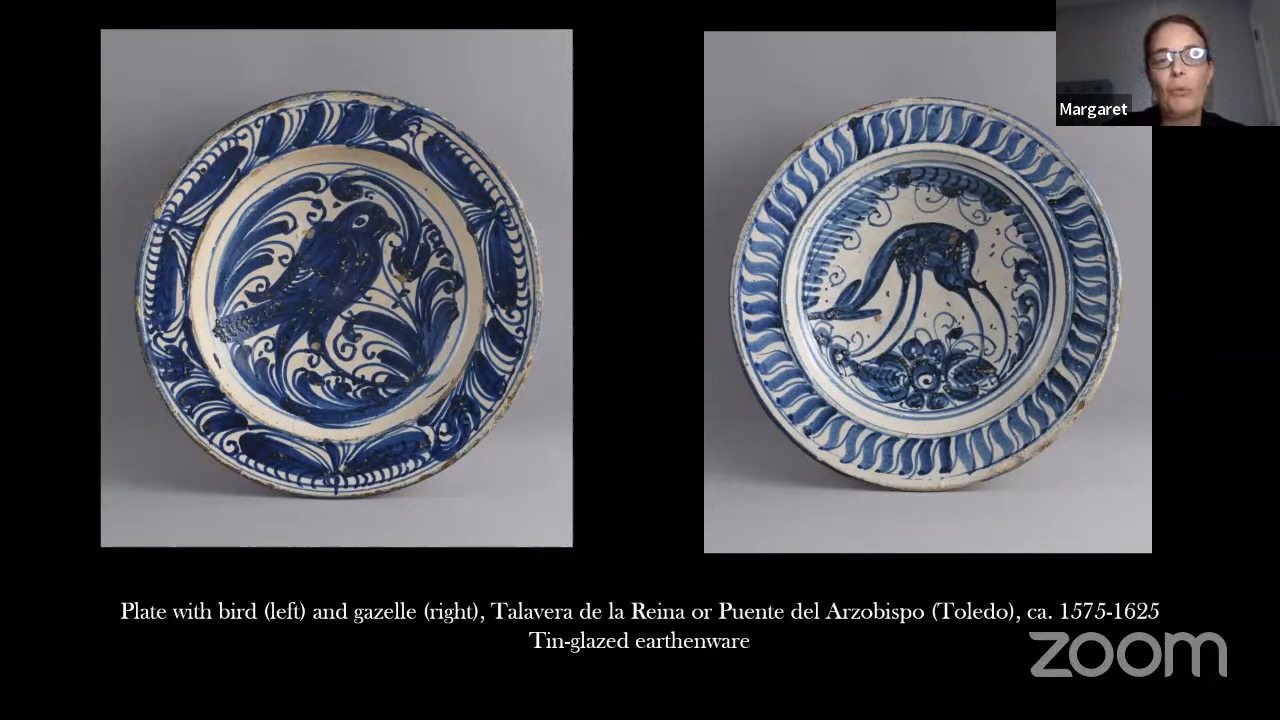 Margaret
Plate with bird (left) and gazelle (right), Talavera de la Reina or Puente del Arzobispo (Toledo), ca. 1575-1625
Tin-glazed earthenware
zoom